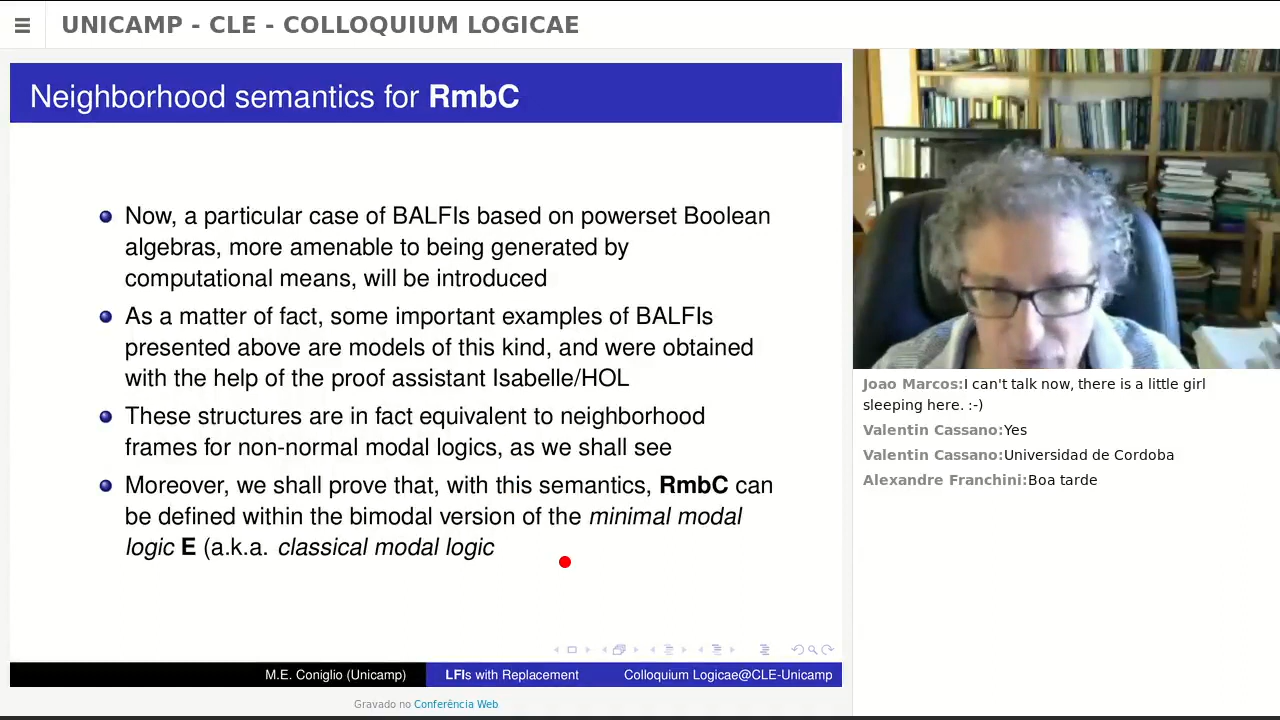 UNICAMP - CLE - COLLOQUIUM LOGICAE
Neighborhood semantics for RmbC
Now, a particular case of BALFIs based on powerset Boolean
algebras, more amenable to being generated by
computational means, will be introduced
As a matter of fact, some important examples of BALFIs
presented above are models of this kind, and were obtained
with the help of the proof assistant Isabelle/HOL
These structures are in fact equivalent to neighborhood
frames for non-normal modal logics, as we shall see
Moreover, we shall prove that, with this semantics, RmbC can
be defined within the bimodal version of the minimal modal
logic E (a.k.a. classical modal logic
M.E. Coniglio (Unicamp) LFIs with Replacement Colloquium Logicae@CLE-Unicamp
Gravado no Conferência Web
Joao Marcos:I can't talk now, there is a little girl
sleeping here. :-)
Valentin Cassano:Yes
Valentin Cassano:Universidad de Cordoba
Alexandre Franchini:Boa tarde